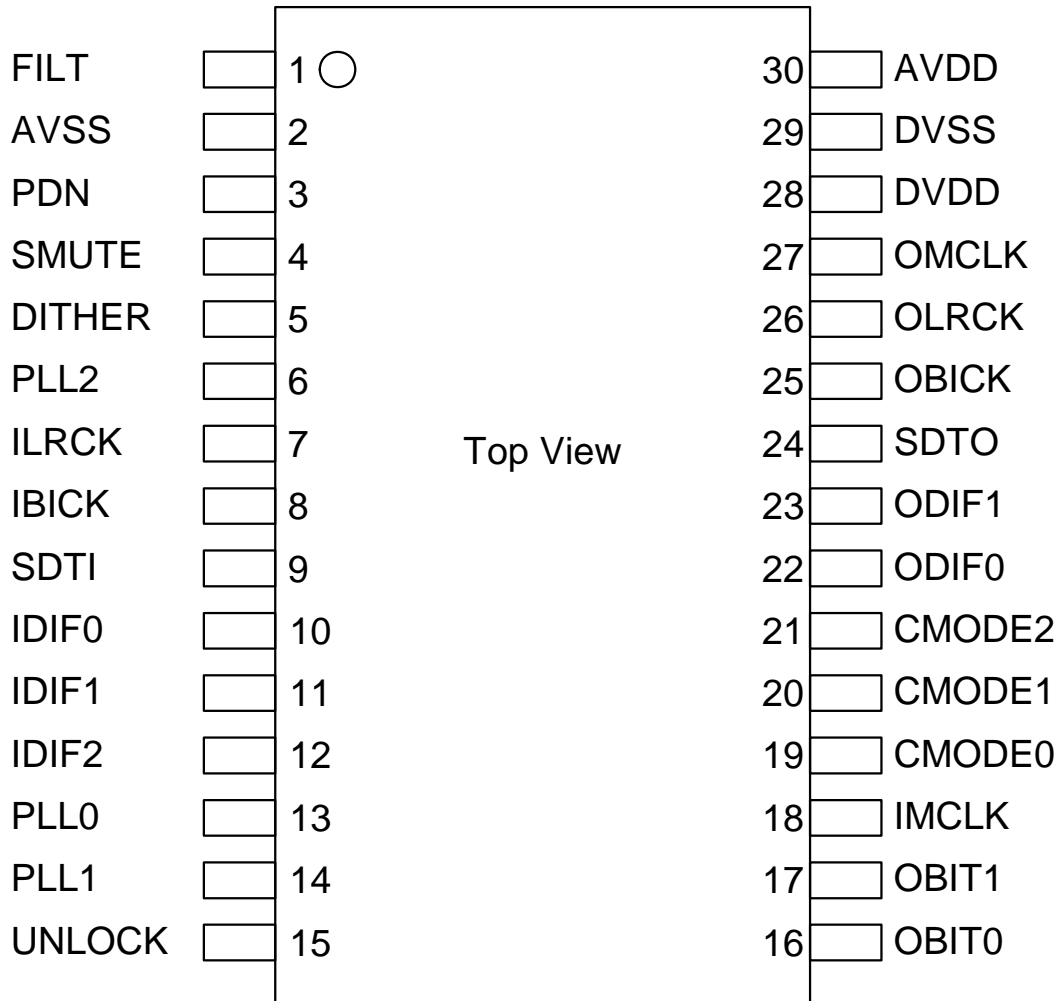 FILT 1 30 AVDD
AVSS 2 29 DVSS
PDN 3 28 DVDD
SMUTE 4 27 OMCLK
DITHER 5 26 OLRCK
PLL2 6 25 OBICK
ILRCK 7 Top View 24 SDTO
IBICK 8 23 ODIF1
SDTI 9 22 ODIF0
IDIF0 10 21 CMODE2
IDIF1 11 20 CMODE1
IDIF2 12 19 CMODE0
PLL0 13 18 IMCLK
PLL1 14 17 OBIT1
UNLOCK 15 16 OBIT0